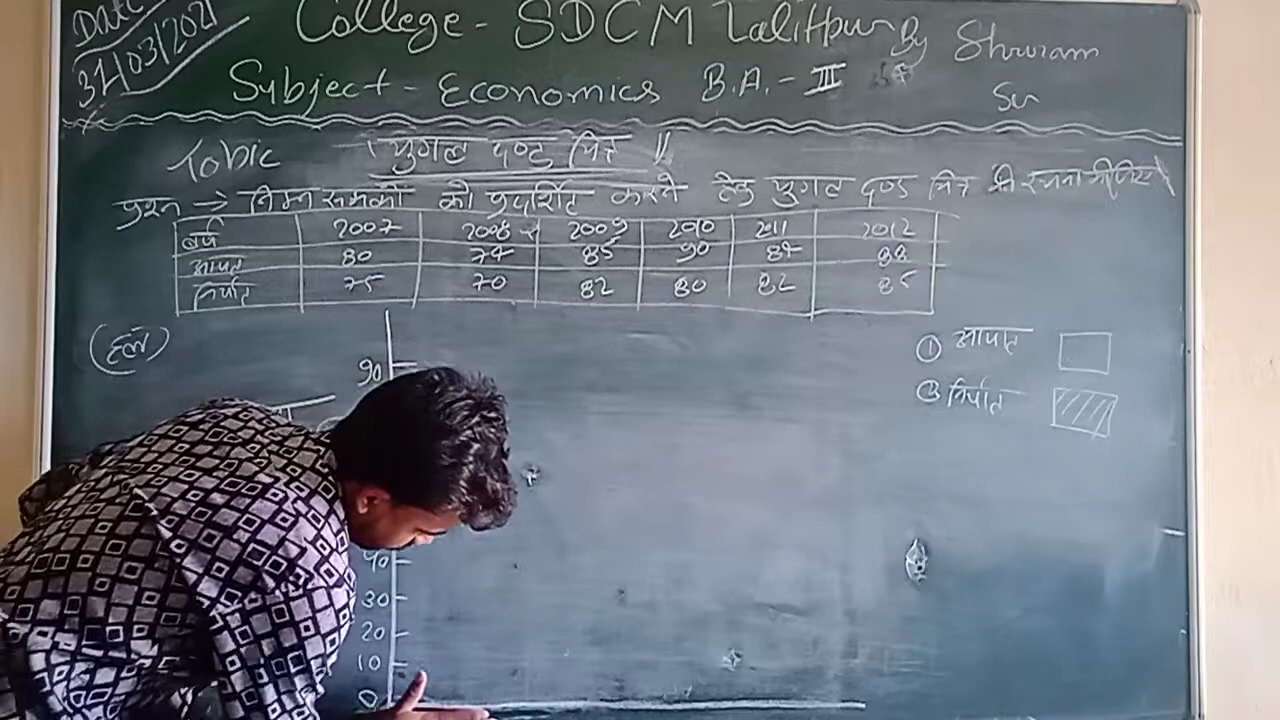 Date
31/03/2021
College - SDCM Lalitpur By Shriram
Sir
Subject - Economics B.A. - III
Topic युगल दण्ड चित्र
प्रश्न → निम्न समंकों को प्रदर्शित करने हेतु युगल दण्ड चित्र की रचना कीजिए
वर्ष 2007 2008 2009 2010 2011 2012
आयात 80 74 85 90 88
निर्यात 75 70 82 80 82 85
(हल)
① आयात
② निर्यात
90
40
30
20
10
0